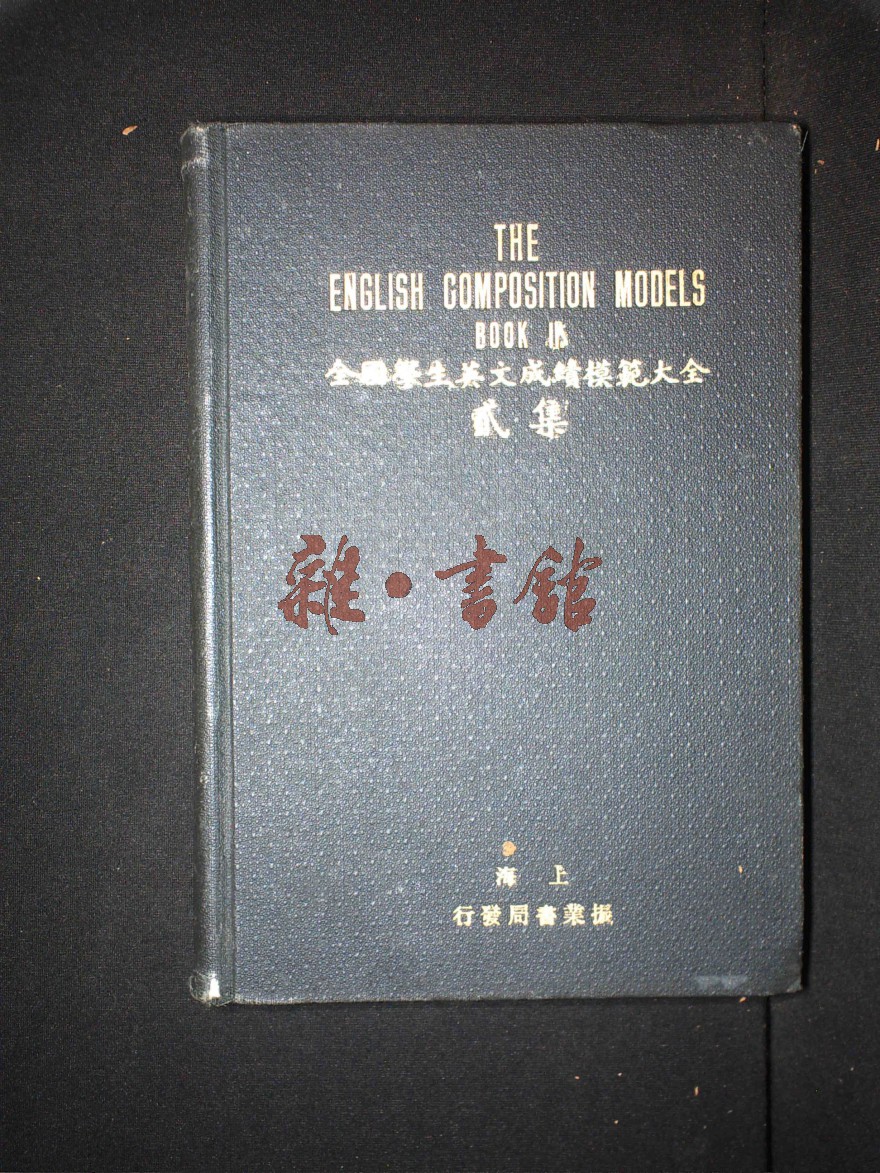 THE
ENGLISH COMPOSITION MODELS
BOOK II
全國學生英文成績模範大全
貳集
雜·書館
上海
振業書局發行